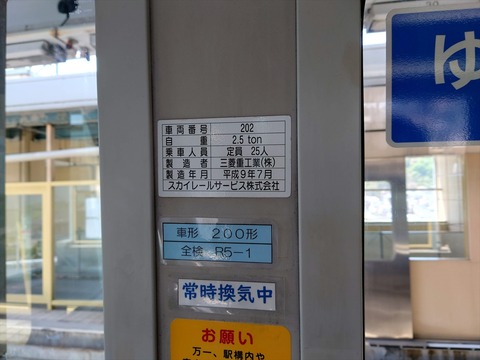 ゆ
車両番号 202
自重 2.5 ton
乗車人員 定員 25人
製造者 三菱重工業(株)
製造年月 平成9年7月
スカイレールサービス株式会社
車形 200形
全検 R5-1
常時換気中
お願い
万一、駅構内や